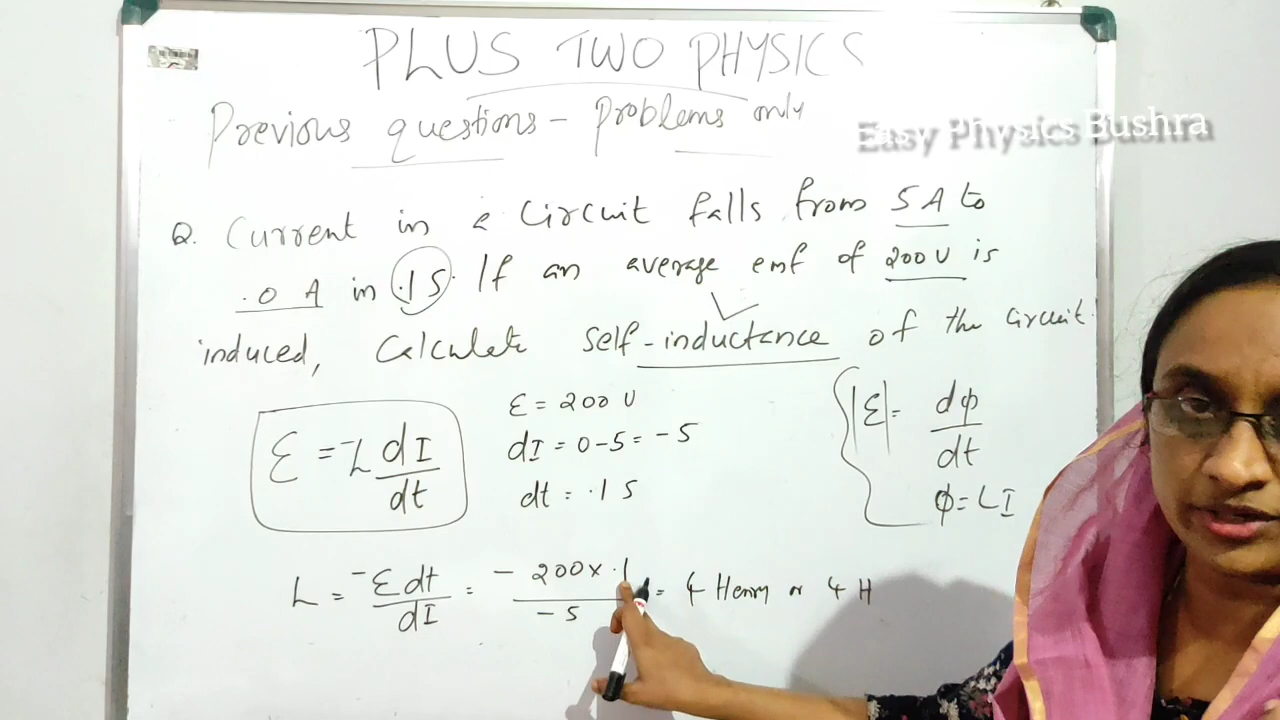 PLUS TWO PHYSICS
Previous questions - Problems only
Easy Physics Bushra
Q. Current in a Circuit falls from 5 A to
.0 A in .1 S. If an average emf of 200 V is
induced, Calculate Self-inductance of the circuit.
ε = -L dI/dt
ε = 200 V
dI = 0-5 = -5
dt = .1 S
|ε| = dϕ/dt
ϕ = LI
L = -ε dt/dI = - 200 x .1/-5 = 4 Henry or 4 H